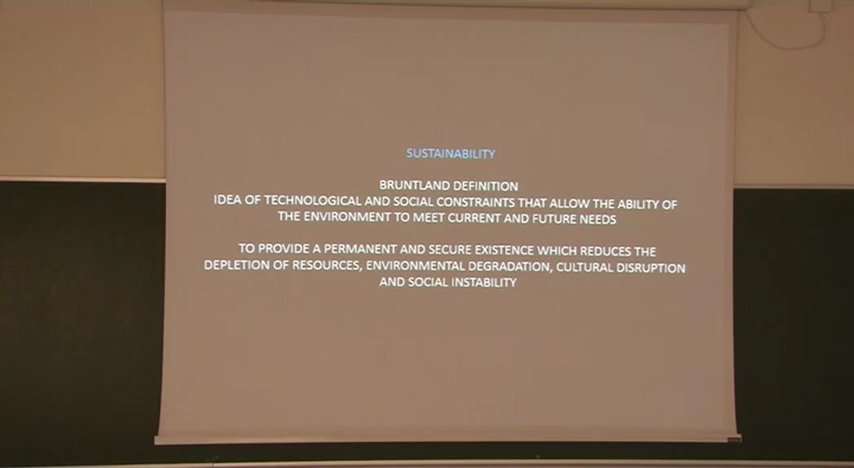 SUSTAINABILITY
BRUNTLAND DEFINITION
IDEA OF TECHNOLOGICAL AND SOCIAL CONSTRAINTS THAT ALLOW THE ABILITY OF
THE ENVIRONMENT TO MEET CURRENT AND FUTURE NEEDS
TO PROVIDE A PERMANENT AND SECURE EXISTENCE WHICH REDUCES THE
DEPLETION OF RESOURCES, ENVIRONMENTAL DEGRADATION, CULTURAL DISRUPTION
AND SOCIAL INSTABILITY